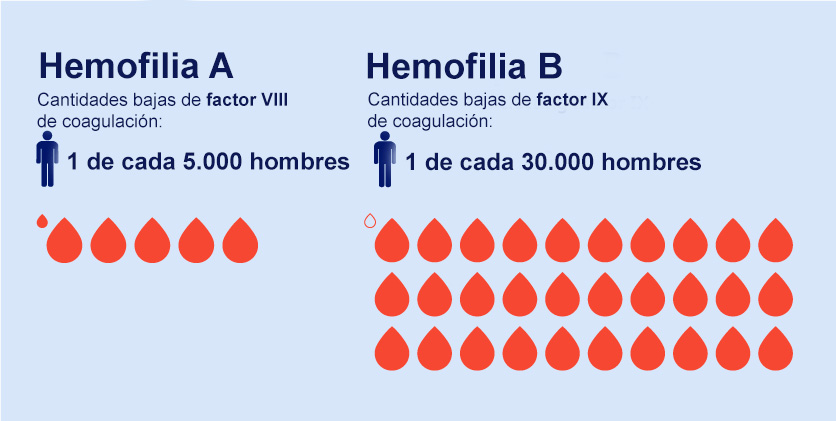 Hemofilia A
Cantidades bajas de factor VIII
de coagulación:
1 de cada 5.000 hombres
Hemofilia B
Cantidades bajas de factor IX
de coagulación:
1 de cada 30.000 hombres